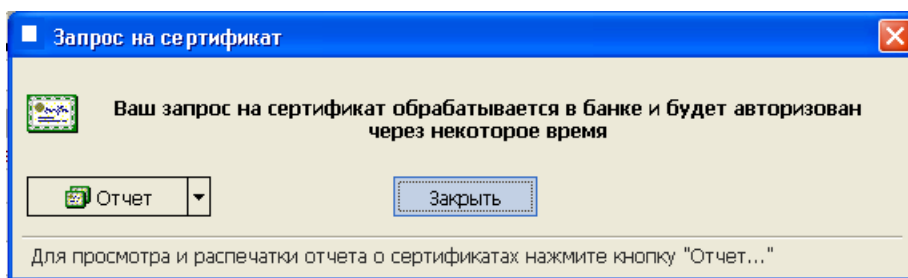 Запрос на сертификат
Ваш запрос на сертификат обрабатывается в банке и будет авторизован
через некоторое время
Отчет
Закрыть
Для просмотра и распечатки отчета о сертификатах нажмите кнопку "Отчет..."